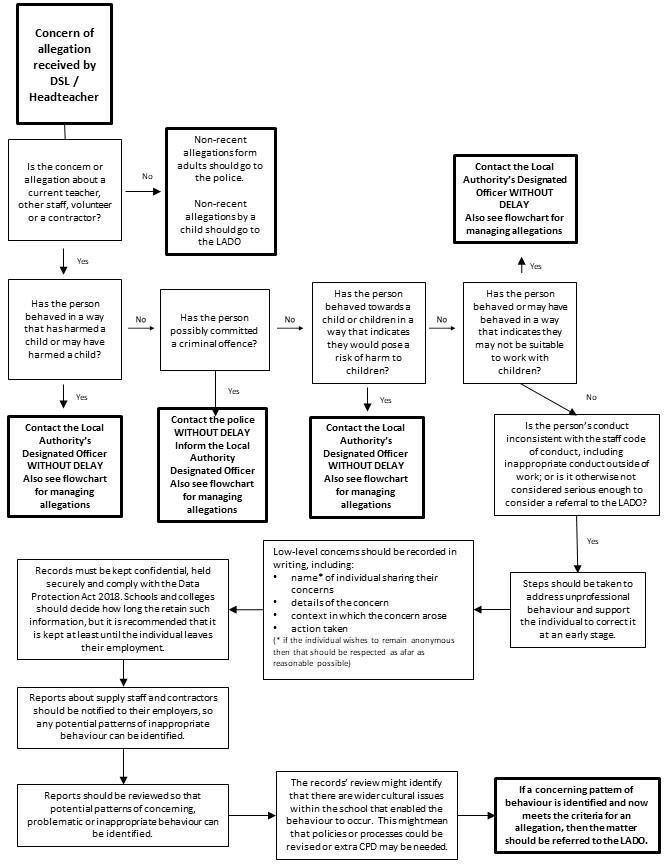 Concern of
allegation
received by
DSL /
Headteacher
Is the concern or
allegation about a
current teacher,
other staff, volunteer
or a contractor?
No
Non-recent
allegations form
adults should go to
the police.
Non-recent
allegations by a
child should go to
the LADO
Contact the Local
Authority's Designated
Officer WITHOUT
DELAY
Also see flowchart for
managing allegations
Yes
Yes
Has the person
behaved in a way
that has harmed a
child or may have
harmed a child?
No
Has the person
possibly committed
a criminal offence?
No
Has the person
behaved towards a
child or children in a
way that indicates
they would pose a
risk of harm to
children?
No
Has the person
behaved or may have
behaved in a way
that indicates they
may not be suitable
to work with
children?
Yes
Yes
Yes
No
Contact the Local
Authority's
Designated Officer
WITHOUT DELAY
Also see flowchart
for managing
allegations
Contact the police
WITHOUT DELAY
Inform the Local
Authority
Designated Officer
Also see flowchart
for managing
allegations
Contact the Local
Authority's
Designated Officer
WITHOUT DELAY
Also see flowchart
for managing
allegations
Is the person's conduct
inconsistent with the staff code
of conduct, including
inappropriate conduct outside of
work; or is it otherwise not
considered serious enough to
consider a referral to the LADO?
Yes
Steps should be taken to
address unprofessional
behaviour and support
the individual to correct it
at an early stage.
Low-level concerns should be recorded in
writing, including:
• name* of individual sharing their
concerns
• details of the concern
• context in which the concern arose
• action taken
(* if the individual wishes to remain anonymous
then that should be respected as afar as
reasonable possible)
Records must be kept confidential, held
securely and comply with the Data
Protection Act 2018. Schools and colleges
should decide how long the retain such
information, but it is recommended that it
is kept at least until the individual leaves
their employment.
Reports about supply staff and contractors
should be notified to their employers, so
any potential patterns of inappropriate
behaviour can be identified.
Reports should be reviewed so that
potential patterns of concerning,
problematic or inappropriate behaviour can
be identified.
The records' review might identify
that there are wider cultural issues
within the school that enabled the
behaviour to occur. This might mean
that policies or processes could be
revised or extra CPD may be needed.
If a concerning pattern of
behaviour is identified and now
meets the criteria for an
allegation, then the matter
should be referred to the LADO.